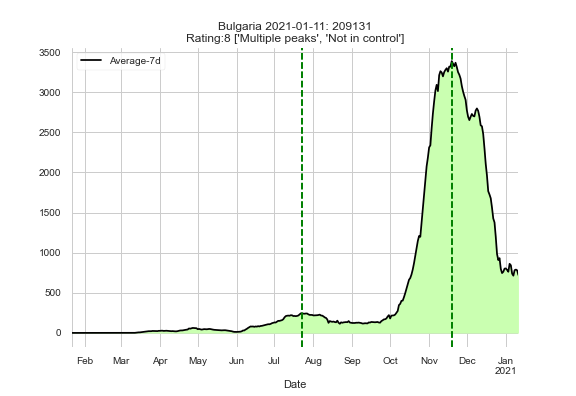 Bulgaria 2021-01-11: 209131
Rating:8 ['Multiple peaks', 'Not in control']
Average-7d
3500
3000
2500
2000
1500
1000
500
0
Feb Mar Apr May Jun Jul Aug Sep Oct Nov Dec Jan
2021
Date